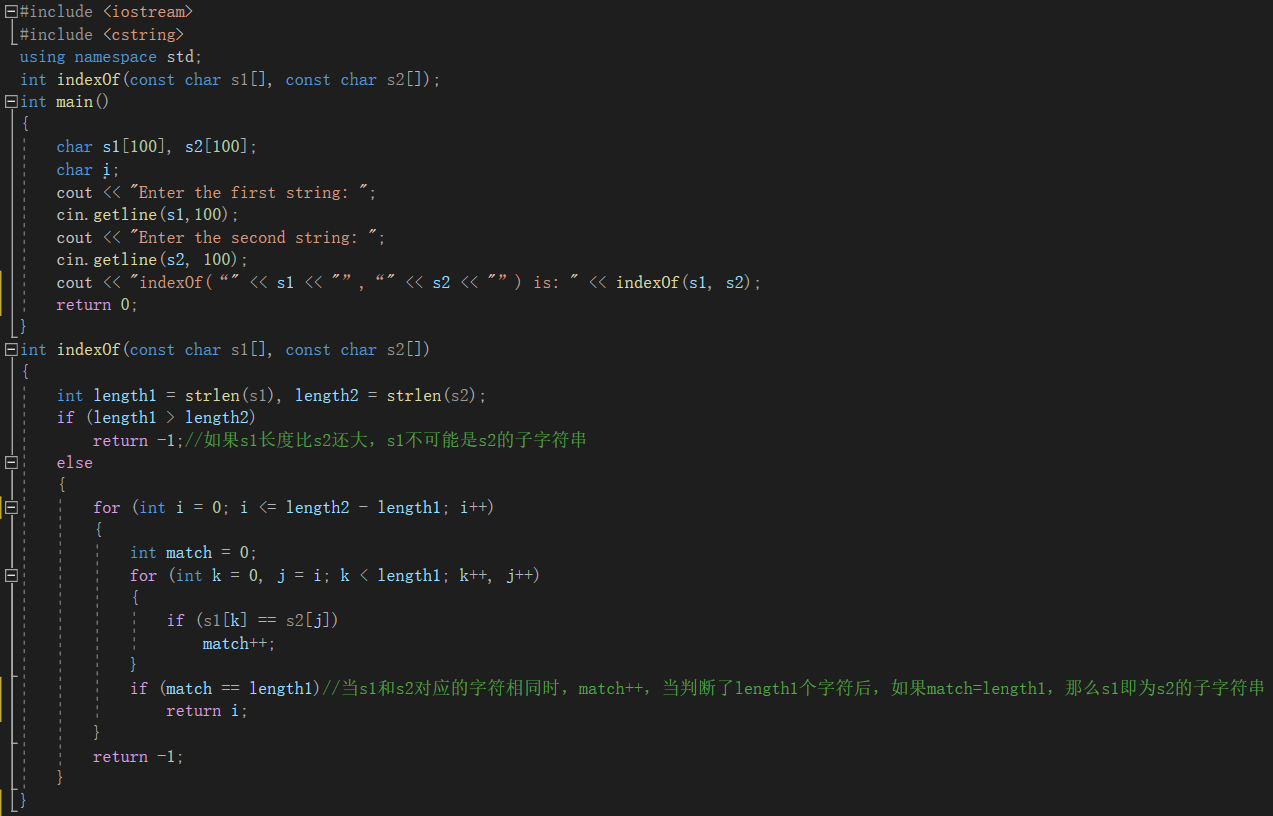 #include <iostream>
#include <cstring>
using namespace std;
int indexOf(const char s1[], const char s2[]);
int main()
{
    char s1[100], s2[100];
    char i;
    cout << "Enter the first string: ";
    cin.getline(s1,100);
    cout << "Enter the second string: ";
    cin.getline(s2, 100);
    cout << "indexOf(“" << s1 << "”,“" << s2 << "”) is: " << indexOf(s1, s2);
    return 0;
}
int indexOf(const char s1[], const char s2[])
{
    int length1 = strlen(s1), length2 = strlen(s2);
    if (length1 > length2)
        return -1;//如果s1长度比s2还大，s1不可能是s2的子字符串
    else
    {
        for (int i = 0; i <= length2 - length1; i++)
        {
            int match = 0;
            for (int k = 0, j = i; k < length1; k++, j++)
            {
                if (s1[k] == s2[j])
                    match++;
            }
            if (match == length1)//当s1和s2对应的字符相同时，match++，当判断了length1个字符后，如果match=length1，那么s1即为s2的子字符串
                return i;
        }
        return -1;
    }
}